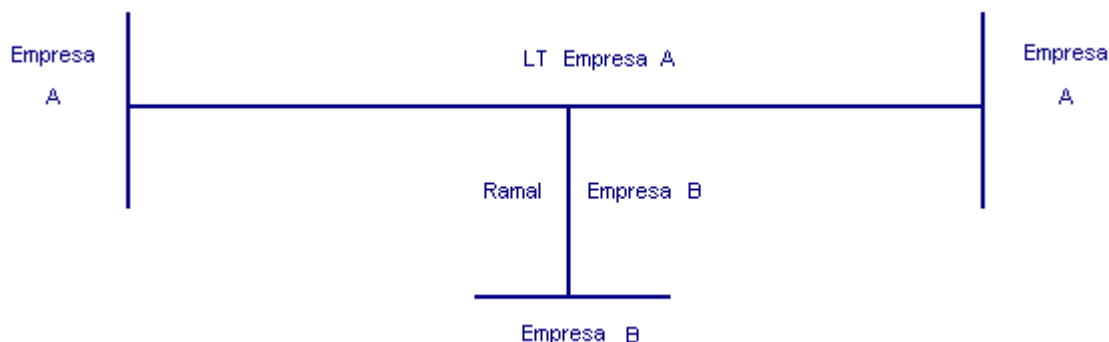 Empresa
A
LT Empresa A
Empresa
A
Ramal Empresa B
Empresa B